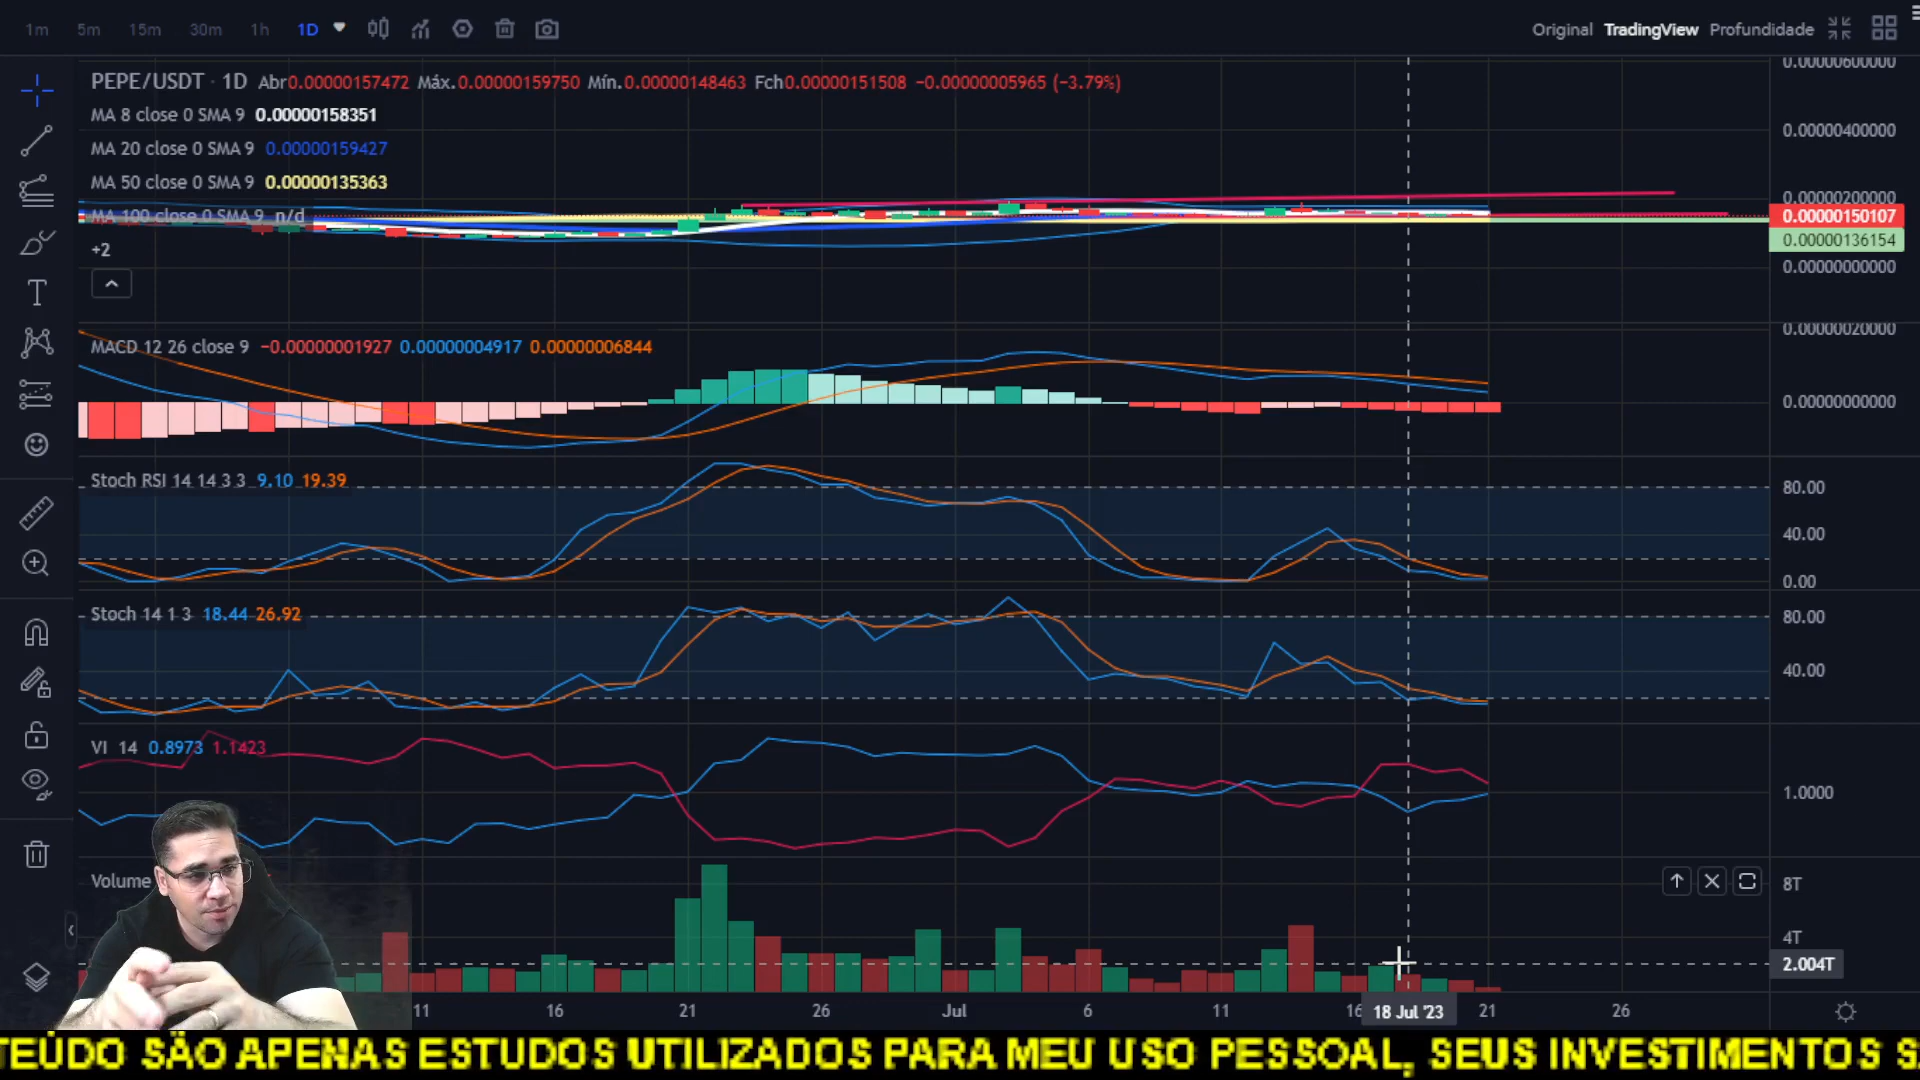 1m 5m 15m 30m 1h 1D
Original TradingView Profundidade
PEPE/USDT · 1D Abr0.00000157472 Máx.0.00000159750 Mín.0.00000148463 Fch0.00000151508 −0.00000005965 (−3.79%)
MA 8 close 0 SMA 9 0.00000158351
MA 20 close 0 SMA 9 0.00000159427
MA 50 close 0 SMA 9 0.00000135363
MA 100 close 0 SMA 9 n/d
+2
0.00000600000
0.00000400000
0.00000200000
0.00000150107
0.00000136154
0.00000000000
MACD 12 26 close 9 −0.00000001927 0.00000004917 0.00000006844
0.00000020000
0.00000000000
Stoch RSI 14 14 3 3 9.10 19.39
80.00
40.00
0.00
Stoch 14 1 3 18.44 26.92
80.00
40.00
VI 14 0.8973 1.1423
1.0000
Volume
8T
4T
2.004T
11 16 21 26 Jul 6 11 16 18 Jul '23 21 26
TEÚDO SÃO APENAS ESTUDOS UTILIZADOS PARA MEU USO PESSOAL, SEUS INVESTIMENTOS S